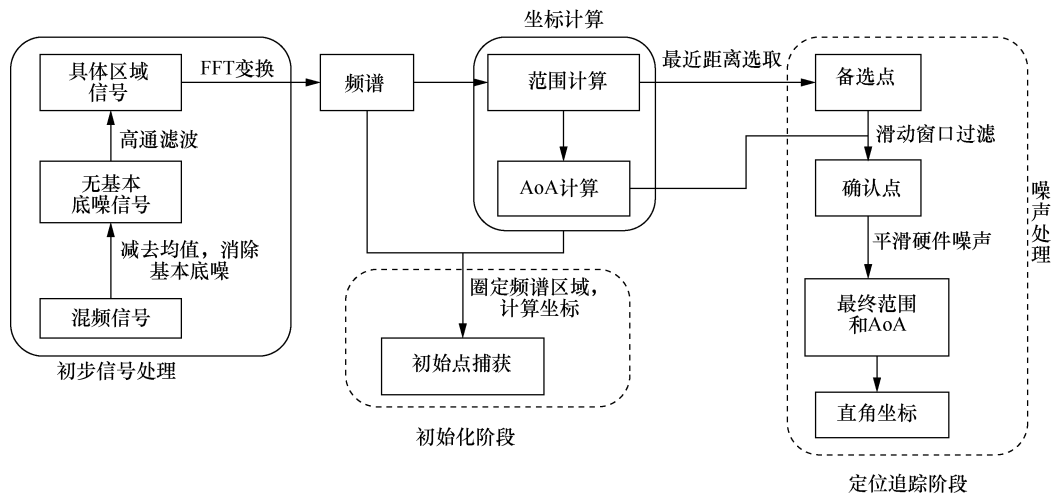 坐标计算
具体区域
信号
FFT变换
频谱
范围计算
最近距离选取
备选点
高通滤波
滑动窗口过滤
无基本
底噪信号
AoA计算
确认点
噪声处理
减去均值，消除
基本底噪
平滑硬件噪声
混频信号
圈定频谱区域，
计算坐标
最终范围
和AoA
初步信号处理
初始点捕获
直角坐标
初始化阶段
定位追踪阶段